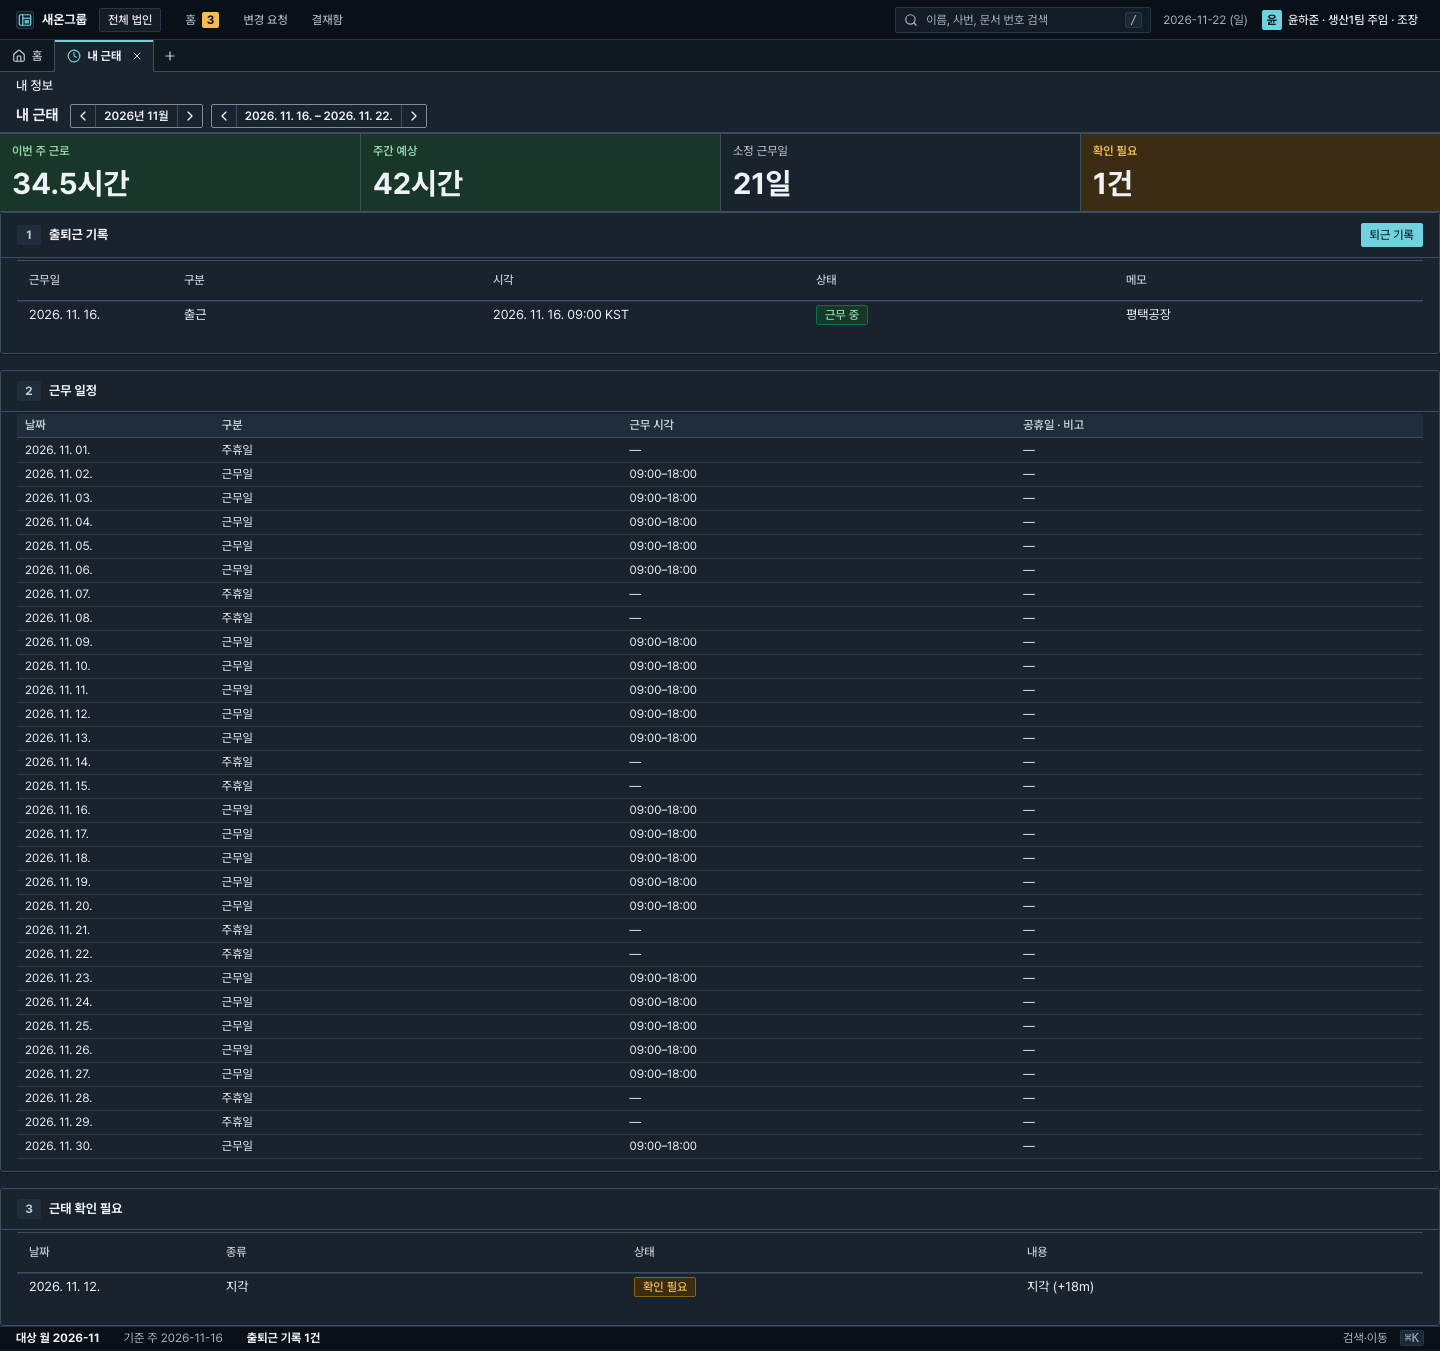 새온그룹 전체 법인 홈 3 변경 요청 결재함 이름, 사번, 문서 번호 검색 / 2026-11-22 (일) 윤 윤하준 · 생산1팀 주임 · 조장
홈 내 근태
내 정보
내 근태 2026년 11월 2026. 11. 16. – 2026. 11. 22.
이번 주 근로 주간 예상 소정 근무일 확인 필요
34.5시간 42시간 21일 1건
1 출퇴근 기록 퇴근 기록
근무일 구분 시각 상태 메모
2026. 11. 16. 출근 2026. 11. 16. 09:00 KST 근무 중 평택공장
2 근무 일정
날짜 구분 근무 시각 공휴일 · 비고
2026. 11. 01. 주휴일 — —
2026. 11. 02. 근무일 09:00–18:00 —
2026. 11. 03. 근무일 09:00–18:00 —
2026. 11. 04. 근무일 09:00–18:00 —
2026. 11. 05. 근무일 09:00–18:00 —
2026. 11. 06. 근무일 09:00–18:00 —
2026. 11. 07. 주휴일 — —
2026. 11. 08. 주휴일 — —
2026. 11. 09. 근무일 09:00–18:00 —
2026. 11. 10. 근무일 09:00–18:00 —
2026. 11. 11. 근무일 09:00–18:00 —
2026. 11. 12. 근무일 09:00–18:00 —
2026. 11. 13. 근무일 09:00–18:00 —
2026. 11. 14. 주휴일 — —
2026. 11. 15. 주휴일 — —
2026. 11. 16. 근무일 09:00–18:00 —
2026. 11. 17. 근무일 09:00–18:00 —
2026. 11. 18. 근무일 09:00–18:00 —
2026. 11. 19. 근무일 09:00–18:00 —
2026. 11. 20. 근무일 09:00–18:00 —
2026. 11. 21. 주휴일 — —
2026. 11. 22. 주휴일 — —
2026. 11. 23. 근무일 09:00–18:00 —
2026. 11. 24. 근무일 09:00–18:00 —
2026. 11. 25. 근무일 09:00–18:00 —
2026. 11. 26. 근무일 09:00–18:00 —
2026. 11. 27. 근무일 09:00–18:00 —
2026. 11. 28. 주휴일 — —
2026. 11. 29. 주휴일 — —
2026. 11. 30. 근무일 09:00–18:00 —
3 근태 확인 필요
날짜 종류 상태 내용
2026. 11. 12. 지각 확인 필요 지각 (+18m)
대상 월 2026-11 기준 주 2026-11-16 출퇴근 기록 1건 검색·이동 ⌘K